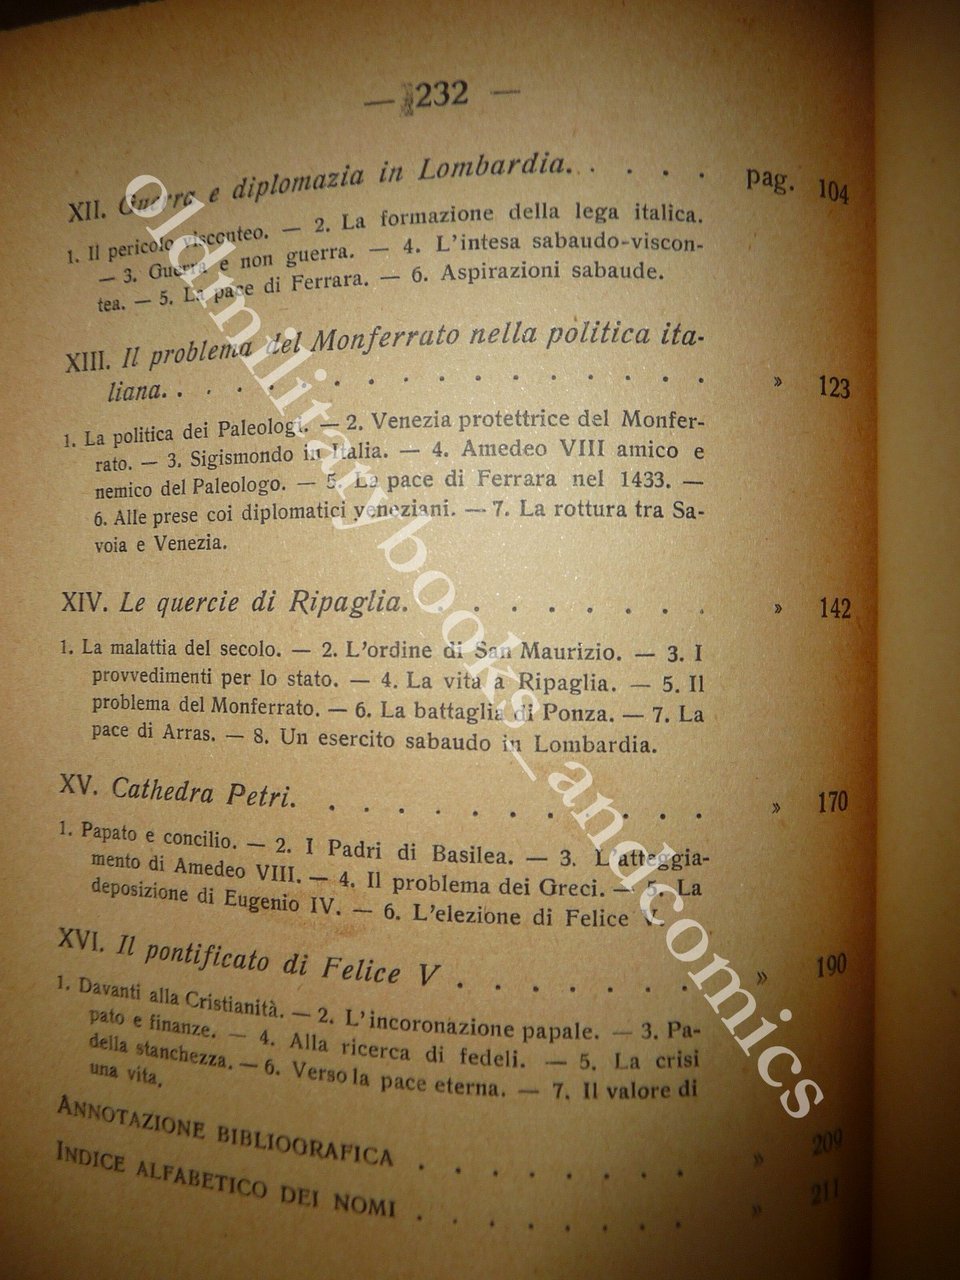 — 232 —
XII. Guerra e diplomazia in Lombardia. . . . . pag. 104
1. Il pericolo visconteo. — 2. La formazione della lega italica.
— 3. Guerra e non guerra. — 4. L'intesa sabaudo-viscon-
tea. — 5. La pace di Ferrara. — 6. Aspirazioni sabaude.
XIII. Il problema del Monferrato nella politica ita-
liana. . . . . . . . . . . . . . . . . » 123
1. La politica dei Paleologi. — 2. Venezia protettrice del Monfer-
rato. — 3. Sigismondo in Italia. — 4. Amedeo VIII amico e
nemico del Paleologo. — 5. La pace di Ferrara nel 1433. —
6. Alle prese coi diplomatici veneziani. — 7. La rottura tra Sa-
voia e Venezia.
XIV. Le quercie di Ripaglia. . . . . . . . . » 142
1. La malattia del secolo. — 2. L'ordine di San Maurizio. — 3. I
provvedimenti per lo stato. — 4. La vita a Ripaglia. — 5. Il
problema del Monferrato. — 6. La battaglia di Ponza. — 7. La
pace di Arras. — 8. Un esercito sabaudo in Lombardia.
XV. Cathedra Petri. . . . . . . . . . . . » 170
1. Papato e concilio. — 2. I Padri di Basilea. — 3. L'atteggia-
mento di Amedeo VIII. — 4. Il problema dei Greci. — 5. La
deposizione di Eugenio IV. — 6. L'elezione di Felice V.
XVI. Il pontificato di Felice V . . . . . . . » 190
1. Davanti alla Cristianità. — 2. L'incoronazione papale. — 3. Pa-
pato e finanze. — 4. Alla ricerca di fedeli. — 5. La crisi
della stanchezza. — 6. Verso la pace eterna. — 7. Il valore di
una vita.
ANNOTAZIONE BIBLIOGRAFICA . . . . . . . . » 209
INDICE ALFABETICO DEI NOMI . . . . . . . . » 211
oldmilitarybooks_andcomics